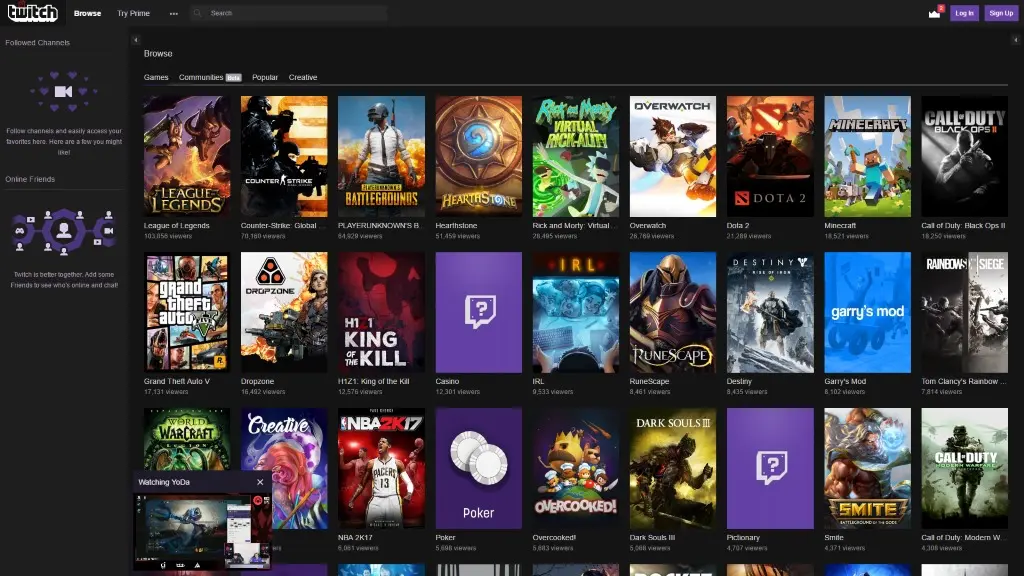 twitch
Browse
Try Prime
Search
2
Log In
Sign Up
Followed Channels
Follow channels and easily access your
favorites here. Here are a few you might
like!
Online Friends
Twitch is better together. Add some
Friends to see who's online and chat!
Browse
Games
Communities
Beta
Popular
Creative
LEAGUE OF LEGENDS
COUNTER STRIKE
PLAYERUNKNOWN'S
BATTLEGROUNDS
HEARTHSTONE
Rick and Morty
VIRTUAL
RICK-ALITY
OVERWATCH
DOTA 2
MINECRAFT
CALL OF DUTY
BLACK OPS II
League of Legends
Counter-Strike: Global ...
PLAYERUNKNOWN'S B...
Hearthstone
Rick and Morty: Virtual...
Overwatch
Dota 2
Minecraft
Call of Duty: Black Ops II
103,056 viewers
70,160 viewers
64,929 viewers
51,459 viewers
28,495 viewers
26,769 viewers
21,289 viewers
18,521 viewers
18,250 viewers
grand
theft
auto
V
R
DROPZONE
H1Z1
KING
OF THE
KILL
?
IRL
RUNESCAPE
DESTINY
RISE OF IRON
garry's mod
RAINBOW SIX SIEGE
Grand Theft Auto V
Dropzone
H1Z1: King of the Kill
Casino
IRL
RuneScape
Destiny
Garry's Mod
Tom Clancy's Rainbow ...
17,131 viewers
16,492 viewers
12,576 viewers
12,301 viewers
9,533 viewers
8,461 viewers
8,435 viewers
8,102 viewers
7,814 viewers
WORLD
WARCRAFT
LEGION
Creative
NBA 2K17
PACERS
13
Poker
OVERCOOKED!
DARK SOULS III
?
SMITE
BATTLEGROUND OF THE GODS
CALL OF DUTY
MODERN WARFARE
Watching YoDa
NBA 2K17
Poker
Overcooked!
Dark Souls III
Pictionary
Smite
Call of Duty: Modern W...
6,061 viewers
5,898 viewers
5,663 viewers
5,088 viewers
4,707 viewers
4,371 viewers
4,308 viewers